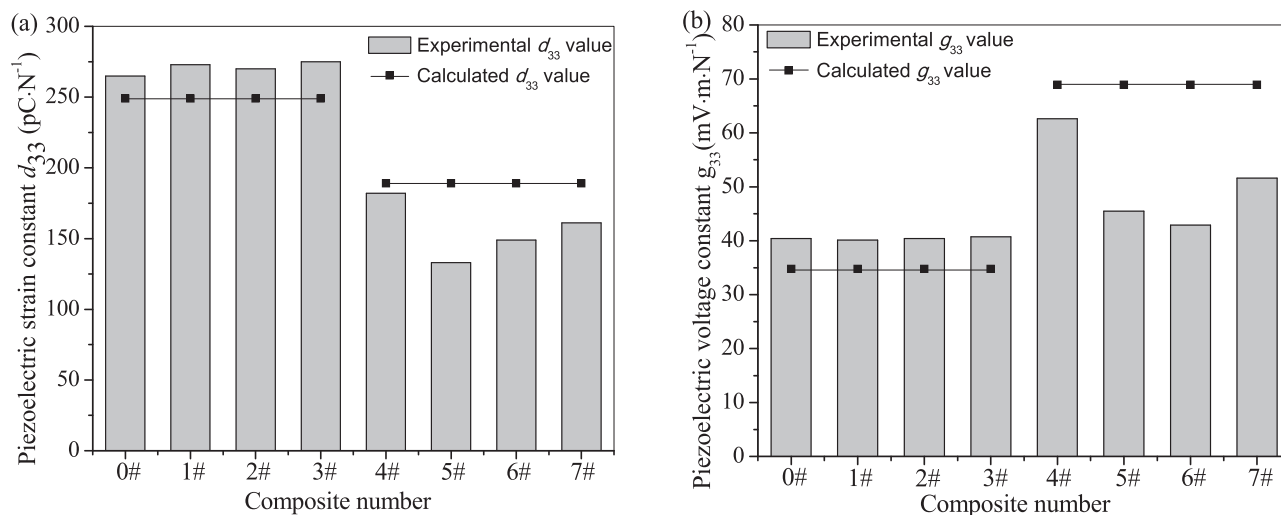 (a)
300
250
200
150
100
50
0
Piezoelectric strain constant d33 (pC·N-1)
Experimental d33 value
Calculated d33 value
0# 1# 2# 3# 4# 5# 6# 7#
Composite number
(b)
80
70
60
50
40
30
20
10
0
Piezoelectric voltage constant g33(mV·m·N-1)
Experimental g33 value
Calculated g33 value
0# 1# 2# 3# 4# 5# 6# 7#
Composite number